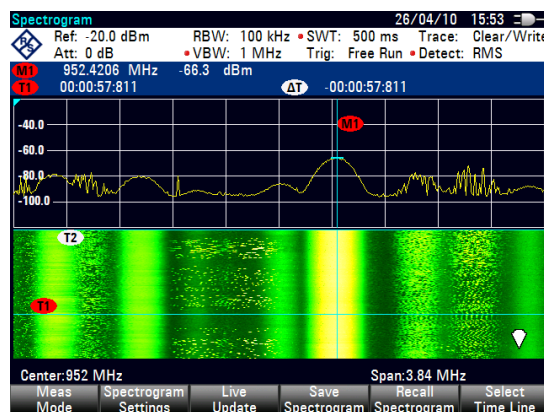 Spectrogram 26/04/10 15:53
Ref: -20.0 dBm RBW: 100 kHz SWT: 500 ms Trace: Clear/Write
Att: 0 dB VBW: 1 MHz Trig: Free Run Detect: RMS
M1 952.4206 MHz -66.3 dBm
T1 00:00:57:811 ΔT -00:00:57:811
M1
-40.0
-60.0
-80.0
-100.0
T2
T1
Center:952 MHz Span:3.84 MHz
Meas Mode
Spectrogram Settings
Live Update
Save Spectrogram
Recall Spectrogram
Select Time Line